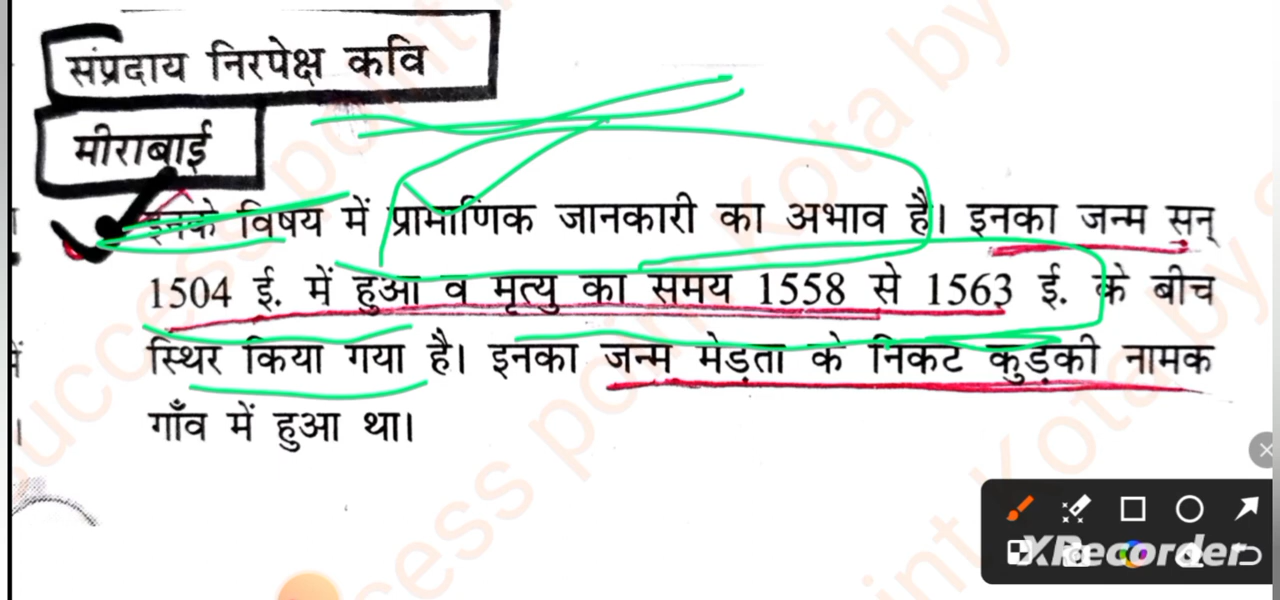 संप्रदाय निरपेक्ष कवि
मीराबाई
इनके विषय में प्रामाणिक जानकारी का अभाव है। इनका जन्म सन्
1504 ई. में हुआ व मृत्यु का समय 1558 से 1563 ई. के बीच
स्थिर किया गया है। इनका जन्म मेड़ता के निकट कुड़की नामक
गाँव में हुआ था।
XRecorder